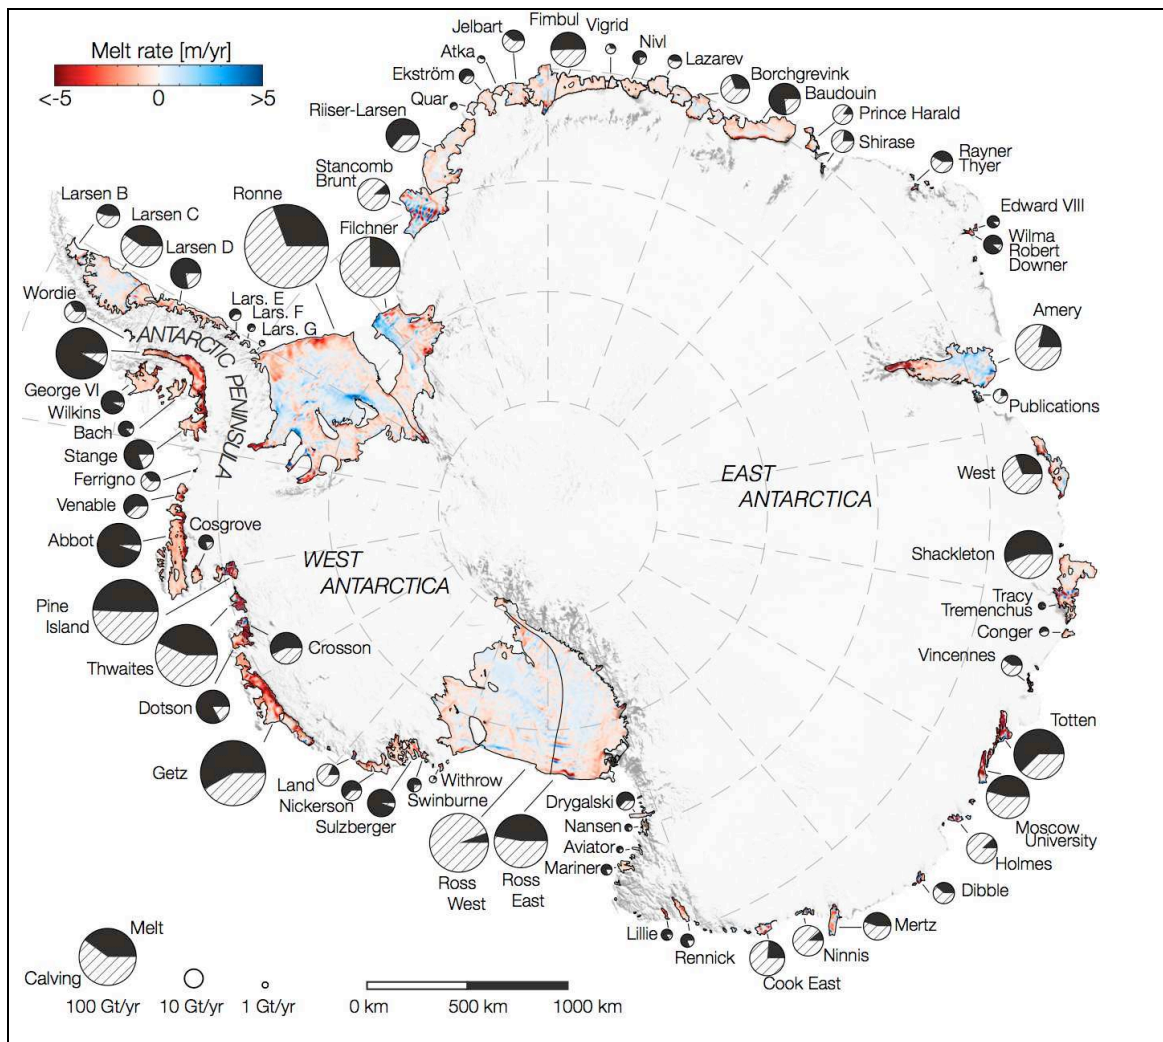 Melt rate [m/yr]
<-5
0
>5
Jelbart
Fimbul
Vigrid
Atka
Nivl
Ekström
Lazarev
Quar
Borchgrevink
Baudouin
Riiser-Larsen
Prince Harald
Shirase
Stancomb
Brunt
Rayner
Thyer
Larsen B
Ronne
Larsen C
Filchner
Edward VIII
Larsen D
Wilma
Robert
Downer
Wordie
Lars. E
Lars. F
Lars. G
Amery
ANTARCTIC PENINSULA
George VI
Wilkins
Publications
Bach
Stange
Ferrigno
West
EAST
ANTARCTICA
Venable
Cosgrove
Abbot
WEST
ANTARCTICA
Shackleton
Pine
Island
Tracy
Tremenchus
Conger
Crosson
Thwaites
Vincennes
Dotson
Totten
Getz
Land
Withrow
Nickerson
Swinburne
Sulzberger
Drygalski
Nansen
Aviator
Mariner
Moscow
University
Holmes
Ross
West
Ross
East
Dibble
Lillie
Mertz
Rennick
Ninnis
Cook East
Melt
Calving
100 Gt/yr
10 Gt/yr
1 Gt/yr
0 km
500 km
1000 km